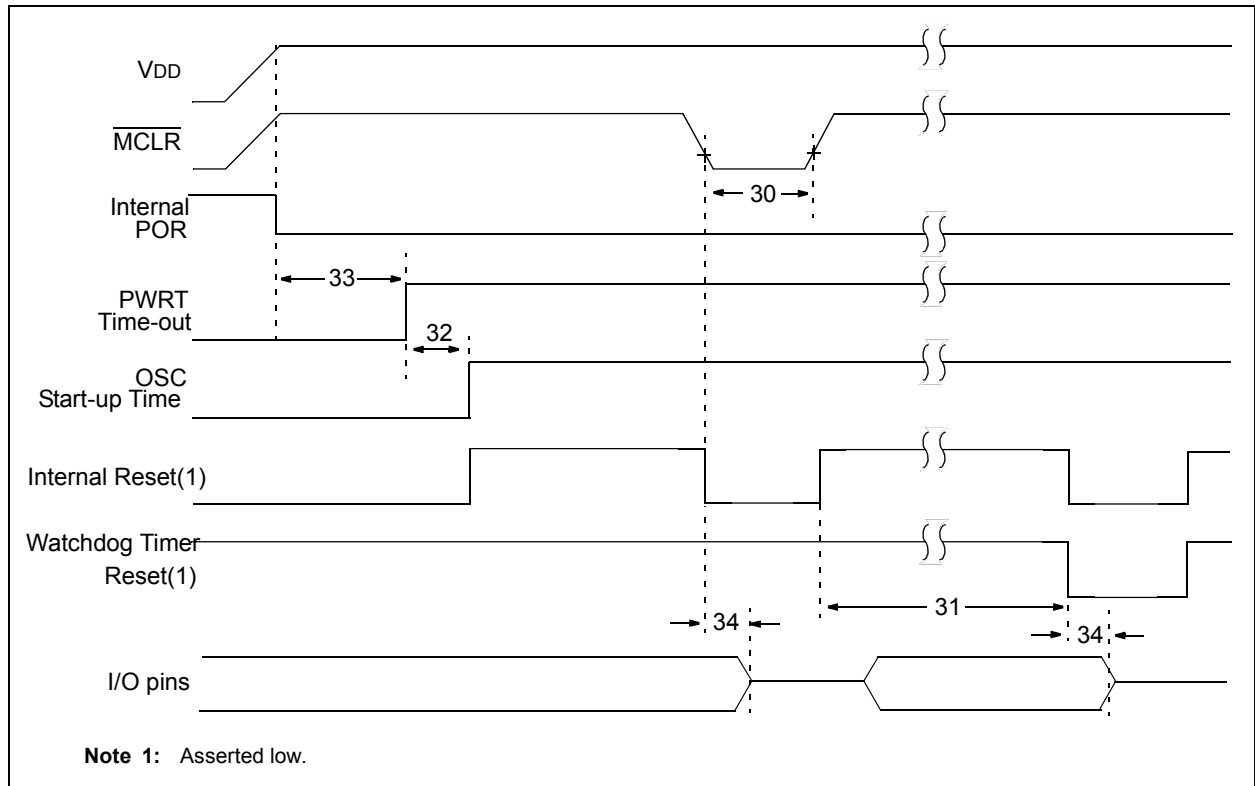 VDD
MCLR
30
Internal
POR
33
PWRT
Time-out
32
OSC
Start-up Time
Internal Reset(1)
Watchdog Timer
Reset(1)
31
34
34
I/O pins
Note 1: Asserted low.